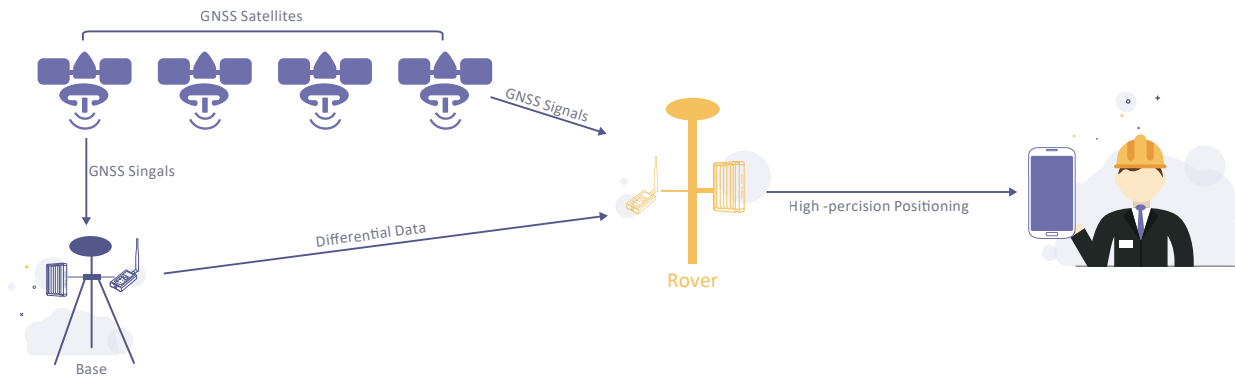 GNSS Satellites
GNSS Signals
GNSS Singals
Differential Data
High -percision Positioning
Rover
Base